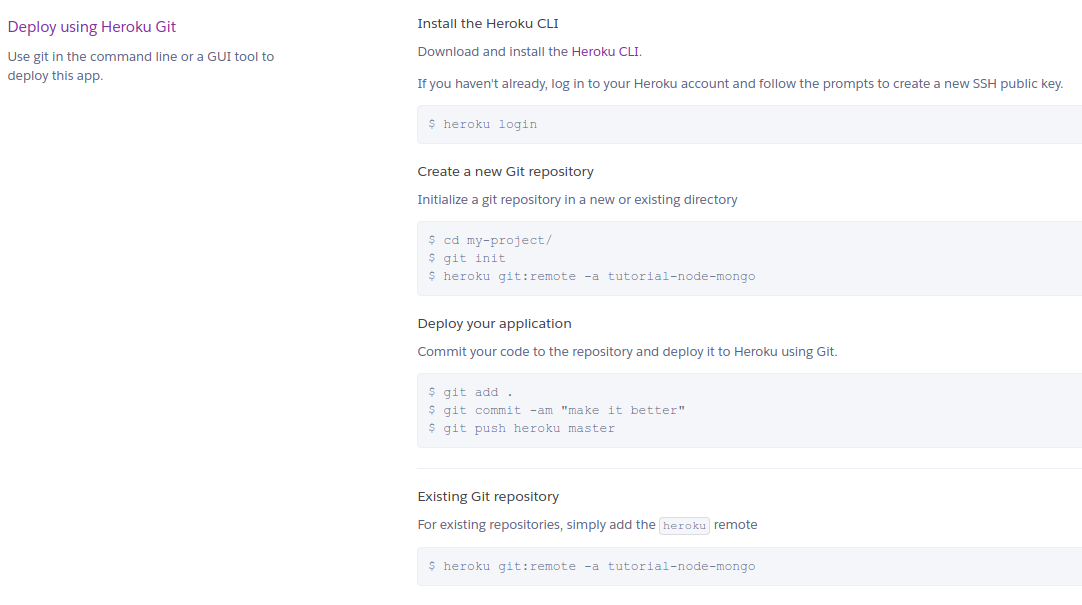 Deploy using Heroku Git
Use git in the command line or a GUI tool to
deploy this app.
Install the Heroku CLI
Download and install the Heroku CLI.
If you haven't already, log in to your Heroku account and follow the prompts to create a new SSH public key.
$ heroku login
Create a new Git repository
Initialize a git repository in a new or existing directory
$ cd my-project/
$ git init
$ heroku git:remote -a tutorial-node-mongo
Deploy your application
Commit your code to the repository and deploy it to Heroku using Git.
$ git add .
$ git commit -am "make it better"
$ git push heroku master
Existing Git repository
For existing repositories, simply add the heroku remote
$ heroku git:remote -a tutorial-node-mongo